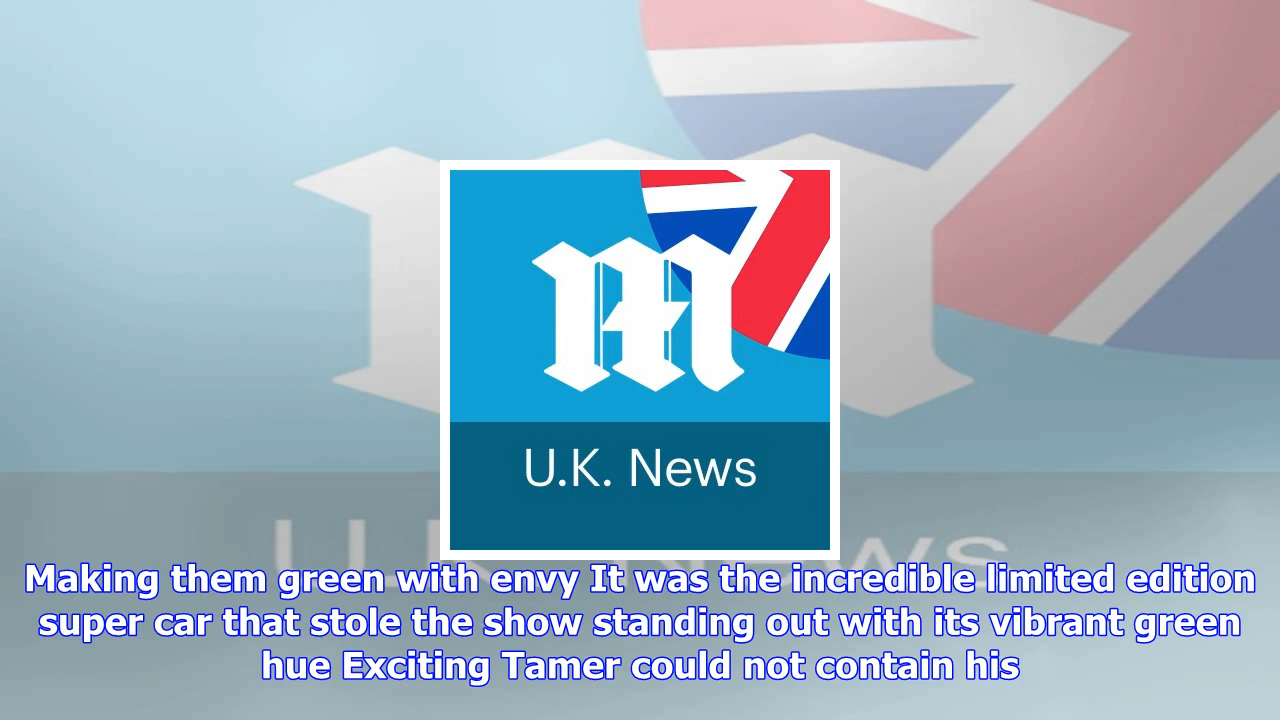 M
U.K. News
Making them green with envy It was the incredible limited edition
super car that stole the show standing out with its vibrant green
hue Exciting Tamer could not contain his